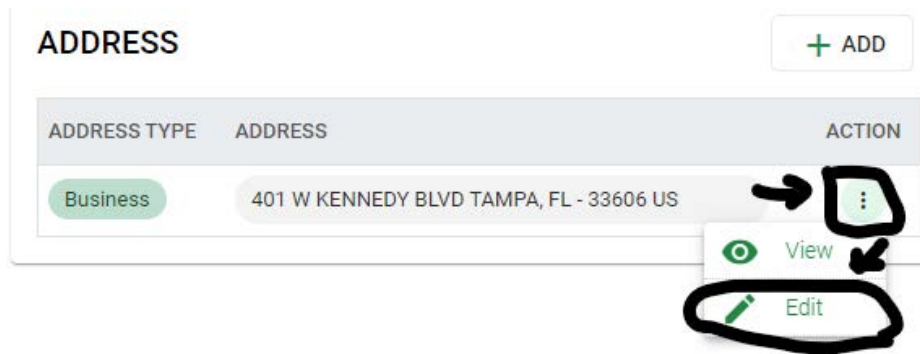 ADDRESS
+ ADD
ADDRESS TYPE ADDRESS ACTION
Business 401 W KENNEDY BLVD TAMPA, FL - 33606 US
View
Edit